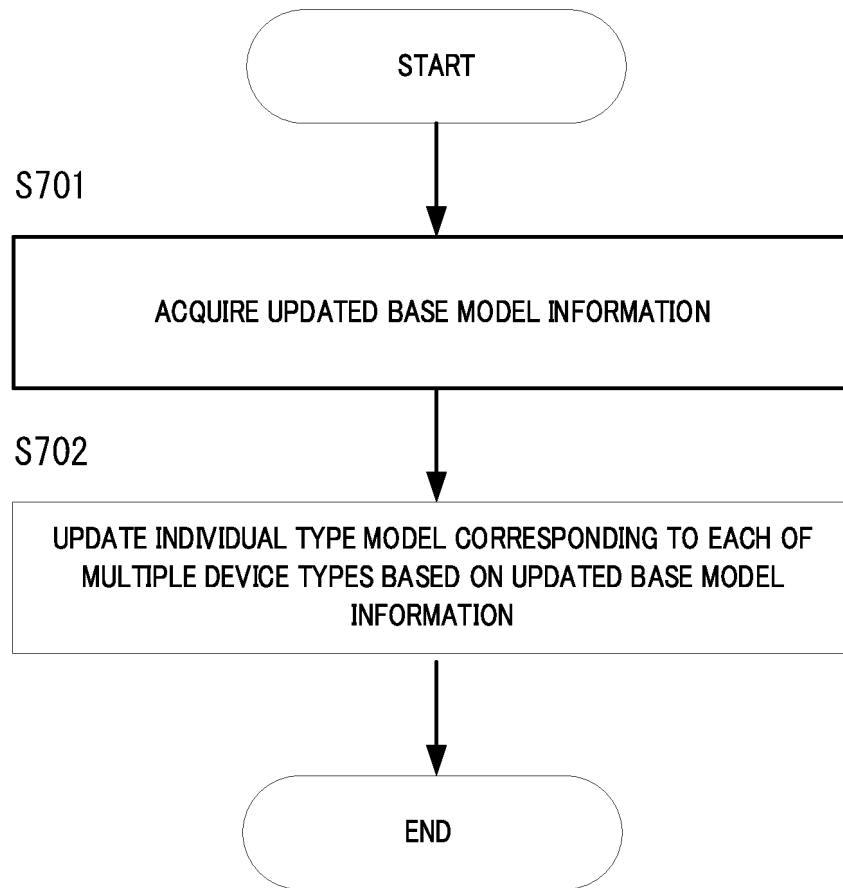 START
S701
ACQUIRE UPDATED BASE MODEL INFORMATION
S702
UPDATE INDIVIDUAL TYPE MODEL CORRESPONDING TO EACH OF
MULTIPLE DEVICE TYPES BASED ON UPDATED BASE MODEL
INFORMATION
END